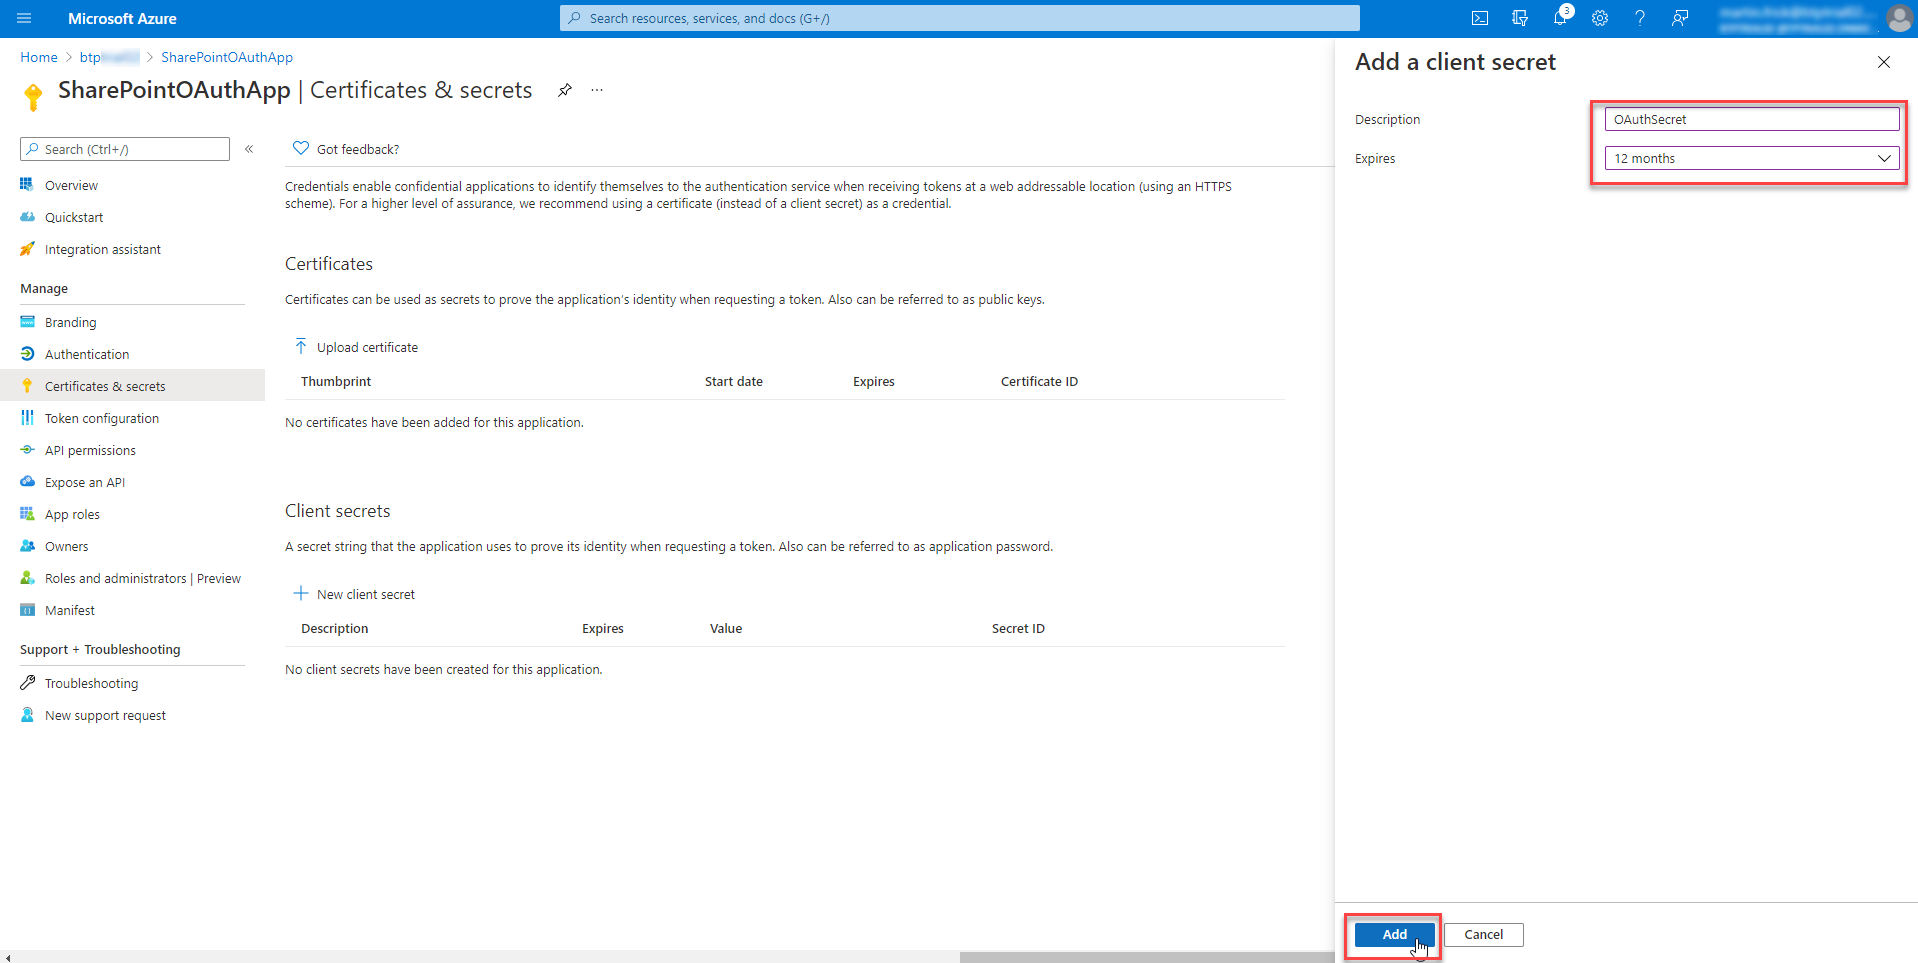 Microsoft Azure
Search resources, services, and docs (G+/)
3
Home > btp > SharePointOAuthApp
SharePointOAuthApp | Certificates & secrets
Search (Ctrl+/)
Overview
Quickstart
Integration assistant
Manage
Branding
Authentication
Certificates & secrets
Token configuration
API permissions
Expose an API
App roles
Owners
Roles and administrators | Preview
Manifest
Support + Troubleshooting
Troubleshooting
New support request
Got feedback?
Credentials enable confidential applications to identify themselves to the authentication service when receiving tokens at a web addressable location (using an HTTPS
scheme). For a higher level of assurance, we recommend using a certificate (instead of a client secret) as a credential.
Certificates
Certificates can be used as secrets to prove the application's identity when requesting a token. Also can be referred to as public keys.
Upload certificate
Thumbprint Start date Expires Certificate ID
No certificates have been added for this application.
Client secrets
A secret string that the application uses to prove its identity when requesting a token. Also can be referred to as application password.
New client secret
Description Expires Value Secret ID
No client secrets have been created for this application.
Add a client secret
Description OAuthSecret
Expires 12 months
Add Cancel